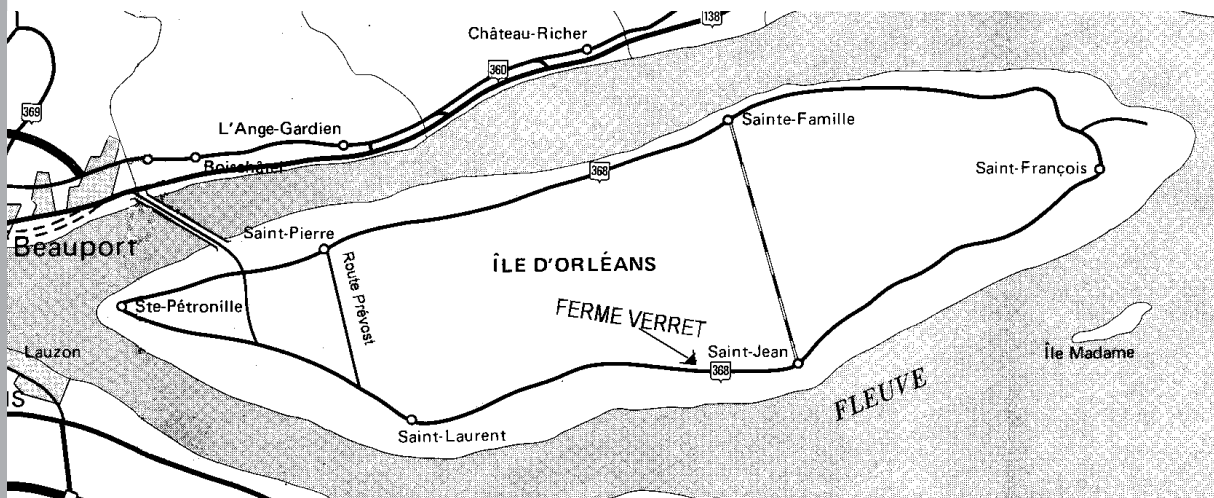 138
Château-Richer
360
369
L'Ange-Gardien
Boischâtel
Sainte-Famille
368
Saint-François
Saint-Pierre
Beauport
ÎLE D'ORLÉANS
Route Prévost
Ste-Pétronille
FERME VERRET
Lauzon
Saint-Jean
368
Île Madame
FLEUVE
IS
Saint-Laurent